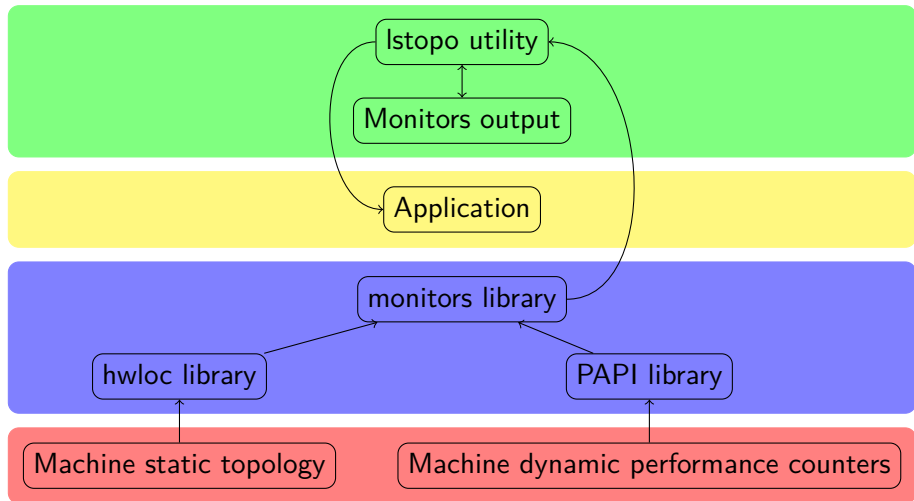 lstopo utility
Monitors output
Application
monitors library
hwloc library
PAPI library
Machine static topology
Machine dynamic performance counters